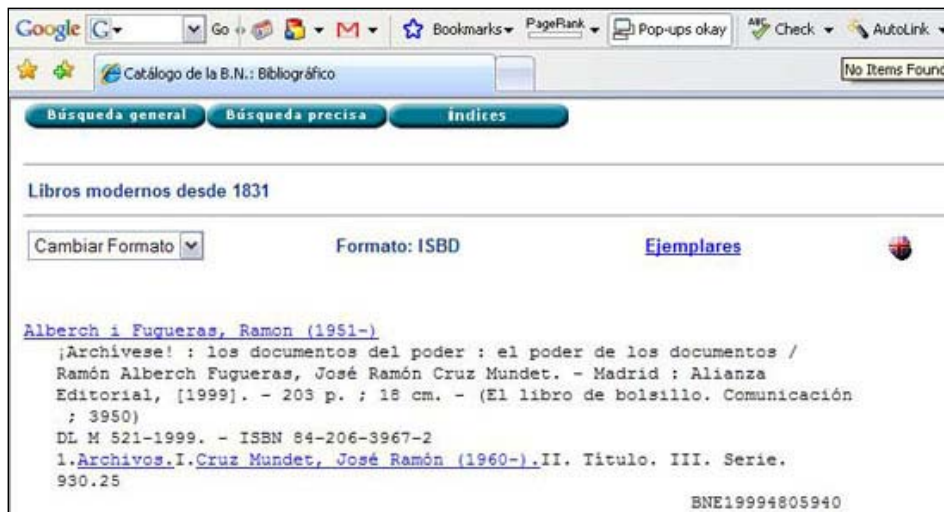 Google G Go Bookmarks PageRank Pop-ups okay ABC Check AutoLink
Catálogo de la B.N.: Bibliográfico No Items Found
Búsqueda general Búsqueda precisa Índices
Libros modernos desde 1831
Cambiar Formato Formato: ISBD Ejemplares
Alberch i Fugueras, Ramon (1951-)
¡Archívese! : los documentos del poder : el poder de los documentos /
Ramón Alberch Fugueras, José Ramón Cruz Mundet. - Madrid : Alianza
Editorial, [1999]. - 203 p. ; 18 cm. - (El libro de bolsillo. Comunicación
; 3950)
DL M 521-1999. - ISBN 84-206-3967-2
1.Archivos.I.Cruz Mundet, José Ramón (1960-).II. Título. III. Serie.
930.25
BNE19994805940